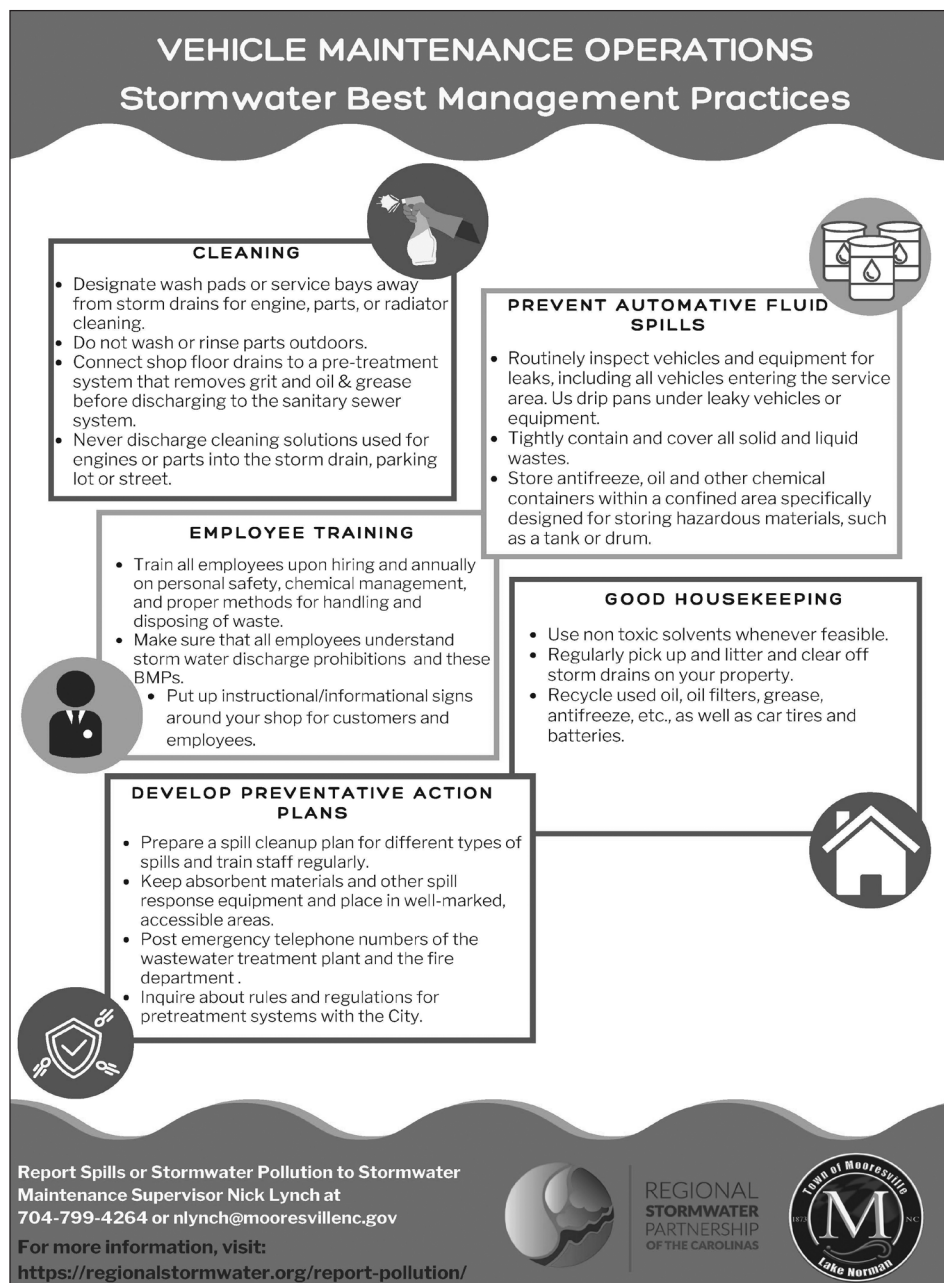 VEHICLE MAINTENANCE OPERATIONS
Stormwater Best Management Practices
CLEANING
• Designate wash pads or service bays away
from storm drains for engine, parts, or radiator
cleaning.
• Do not wash or rinse parts outdoors.
• Connect shop floor drains to a pre-treatment
system that removes grit and oil & grease
before discharging to the sanitary sewer
system.
• Never discharge cleaning solutions used for
engines or parts into the storm drain, parking
lot or street.
PREVENT AUTOMATIVE FLUID
SPILLS
• Routinely inspect vehicles and equipment for
leaks, including all vehicles entering the service
area. Us drip pans under leaky vehicles or
equipment.
• Tightly contain and cover all solid and liquid
wastes.
• Store antifreeze, oil and other chemical
containers within a confined area specifically
designed for storing hazardous materials, such
as a tank or drum.
EMPLOYEE TRAINING
• Train all employees upon hiring and annually
on personal safety, chemical management,
and proper methods for handling and
disposing of waste.
• Make sure that all employees understand
storm water discharge prohibitions and these
BMPs.
• Put up instructional/informational signs
around your shop for customers and
employees.
GOOD HOUSEKEEPING
• Use non toxic solvents whenever feasible.
• Regularly pick up and litter and clear off
storm drains on your property.
• Recycle used oil, oil filters, grease,
antifreeze, etc., as well as car tires and
batteries.
DEVELOP PREVENTATIVE ACTION
PLANS
• Prepare a spill cleanup plan for different types of
spills and train staff regularly.
• Keep absorbent materials and other spill
response equipment and place in well-marked,
accessible areas.
• Post emergency telephone numbers of the
wastewater treatment plant and the fire
department .
• Inquire about rules and regulations for
pretreatment systems with the City.
Report Spills or Stormwater Pollution to Stormwater
Maintenance Supervisor Nick Lynch at
704-799-4264 or nlynch@mooresvillenc.gov
For more information, visit:
https://regionalstormwater.org/report-pollution/
REGIONAL
STORMWATER
PARTNERSHIP
OF THE CAROLINAS
Town of Mooresville
1873 M NC
Lake Norman